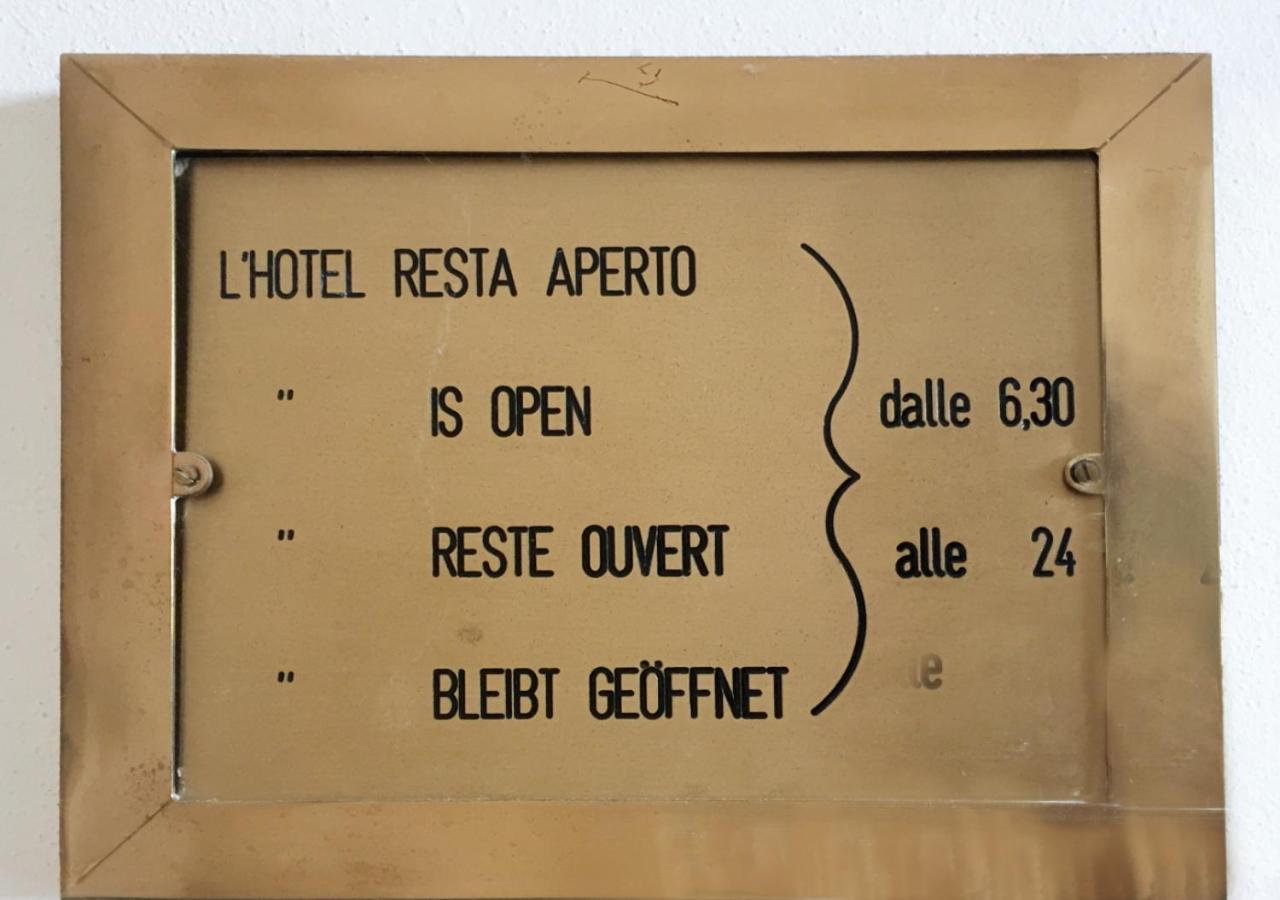 L'HOTEL RESTA APERTO
" IS OPEN dalle 6,30
" RESTE OUVERT alle 24
" BLEIBT GEÖFFNET